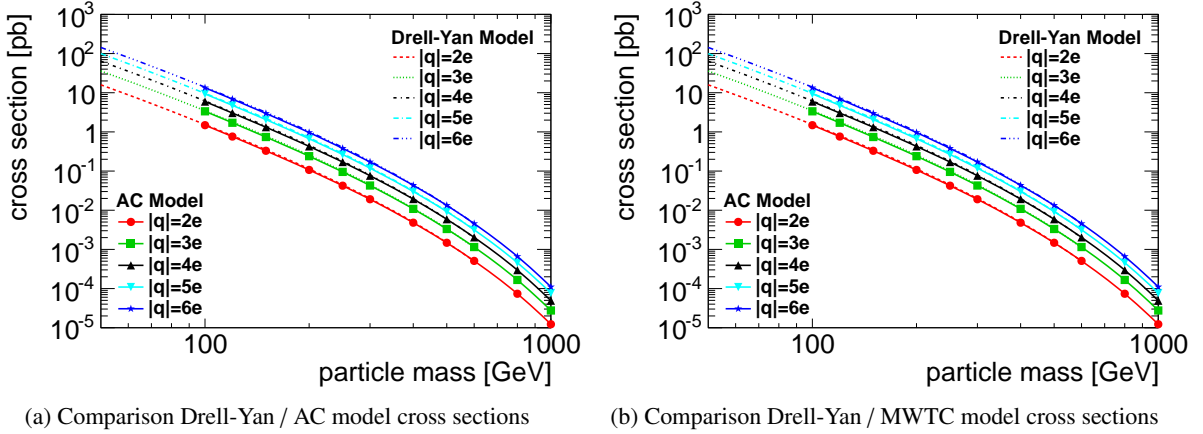 cross section [pb]
10^3
10^2
10
1
10^-1
10^-2
10^-3
10^-4
10^-5
Drell-Yan Model
|q|=2e
|q|=3e
|q|=4e
|q|=5e
|q|=6e
AC Model
|q|=2e
|q|=3e
|q|=4e
|q|=5e
|q|=6e
100
1000
particle mass [GeV]
(a) Comparison Drell-Yan / AC model cross sections
cross section [pb]
10^3
10^2
10
1
10^-1
10^-2
10^-3
10^-4
10^-5
Drell-Yan Model
|q|=2e
|q|=3e
|q|=4e
|q|=5e
|q|=6e
AC Model
|q|=2e
|q|=3e
|q|=4e
|q|=5e
|q|=6e
100
1000
particle mass [GeV]
(b) Comparison Drell-Yan / MWTC model cross sections